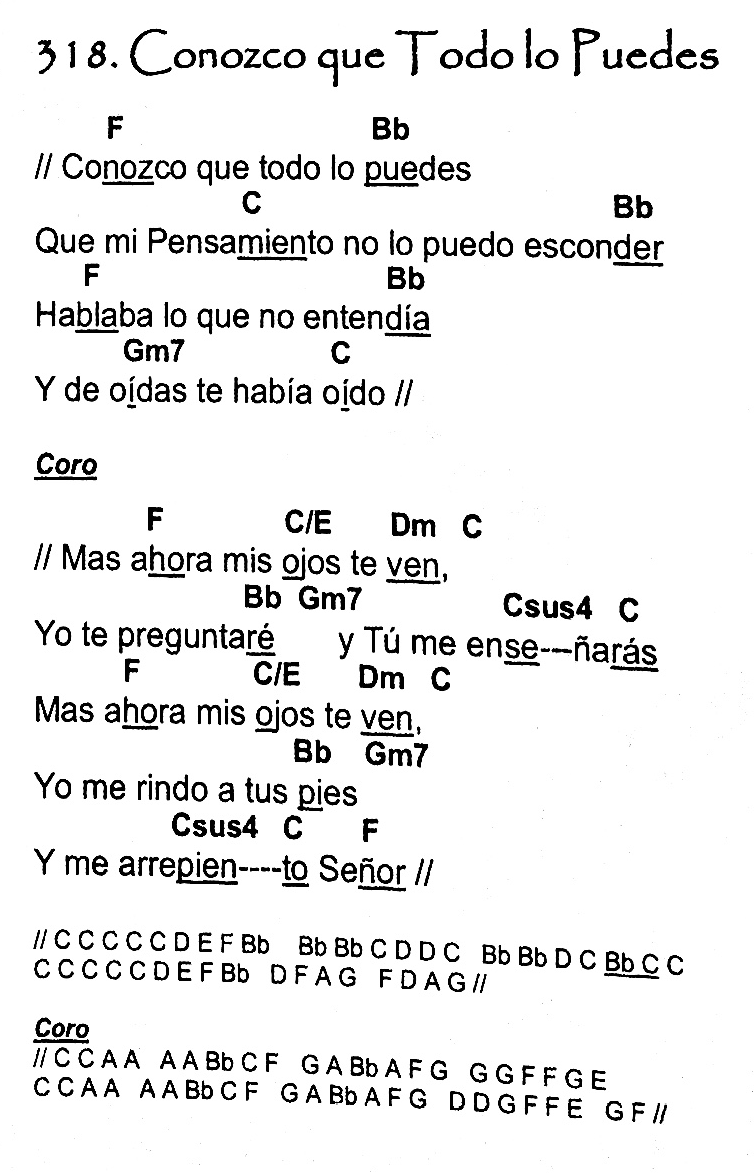 318. Conozco que Todo lo Puedes
F Bb
// Conozco que todo lo puedes
C Bb
Que mi Pensamiento no lo puedo esconder
F Bb
Hablaba lo que no entendía
Gm7 C
Y de oídas te había oído //
Coro
F C/E Dm C
// Mas ahora mis ojos te ven,
Bb Gm7 Csus4 C
Yo te preguntaré y Tú me ense---ñarás
F C/E Dm C
Mas ahora mis ojos te ven,
Bb Gm7
Yo me rindo a tus pies
Csus4 C F
Y me arrepien----to Señor //
// C C C C C D E F Bb Bb Bb C D D C Bb Bb D C Bb C C
C C C C C D E F Bb D F A G F D A G //
Coro
// C C A A A A Bb C F G A Bb A F G G G F F G E
C C A A A A Bb C F G A Bb A F G D D G F F E G F //